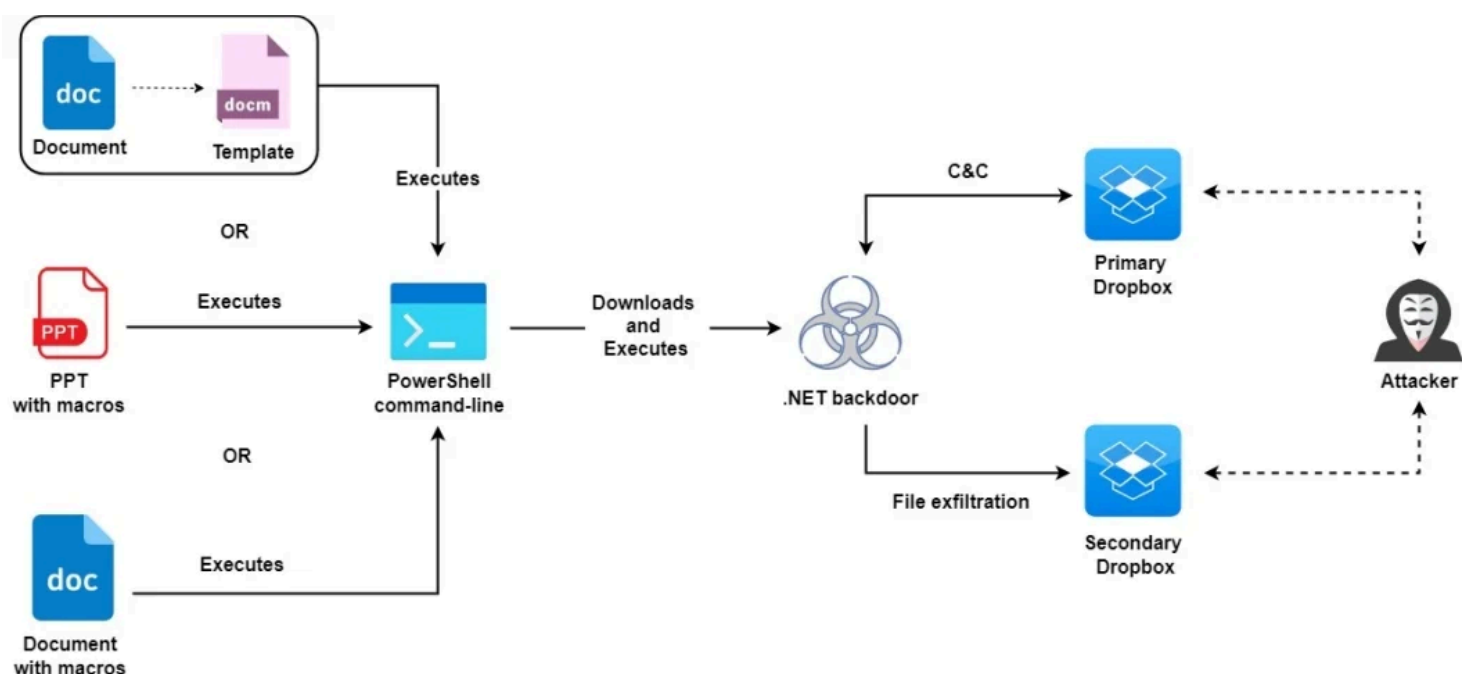 doc
docm
Document
Template
Executes
OR
PPT
PPT
with macros
Executes
>_
PowerShell
command-line
Downloads
and
Executes
.NET backdoor
C&C
Primary
Dropbox
Attacker
File exfiltration
Secondary
Dropbox
OR
doc
Executes
Document
with macros